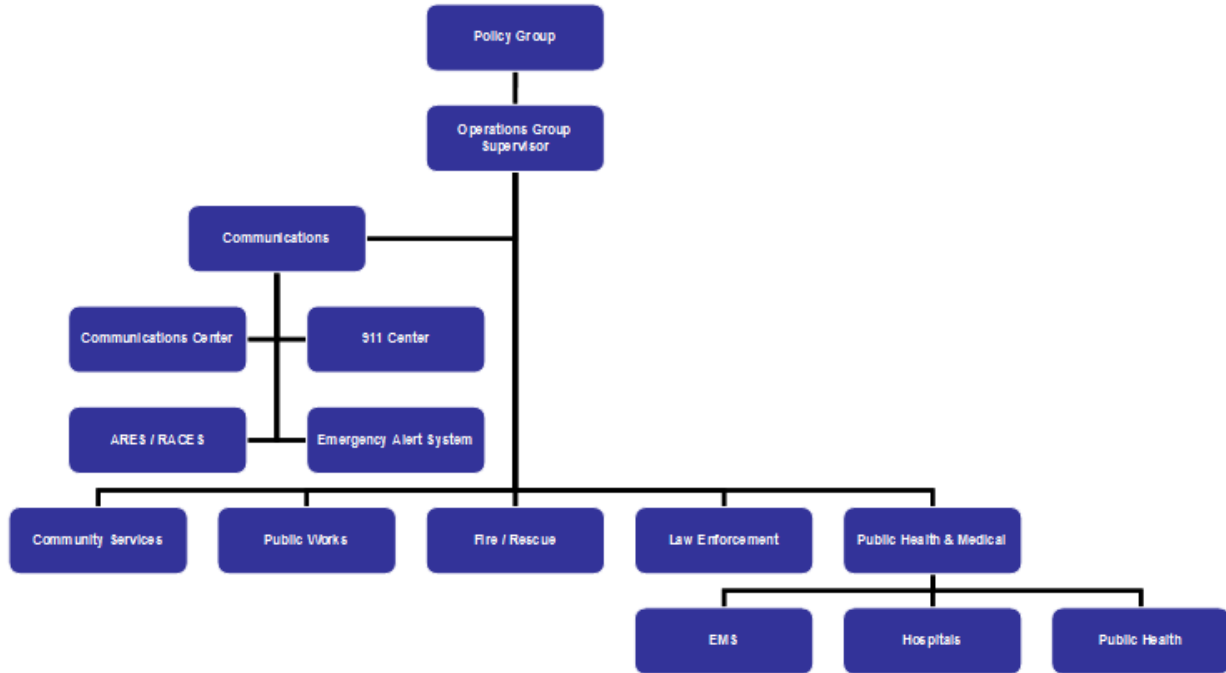 Policy Group
Operations Group
Supervisor
Communications
Communications Center
911 Center
ARES / RACES
Emergency Alert System
Community Services
Public Works
Fire / Rescue
Law Enforcement
Public Health & Medical
EMS
Hospitals
Public Health